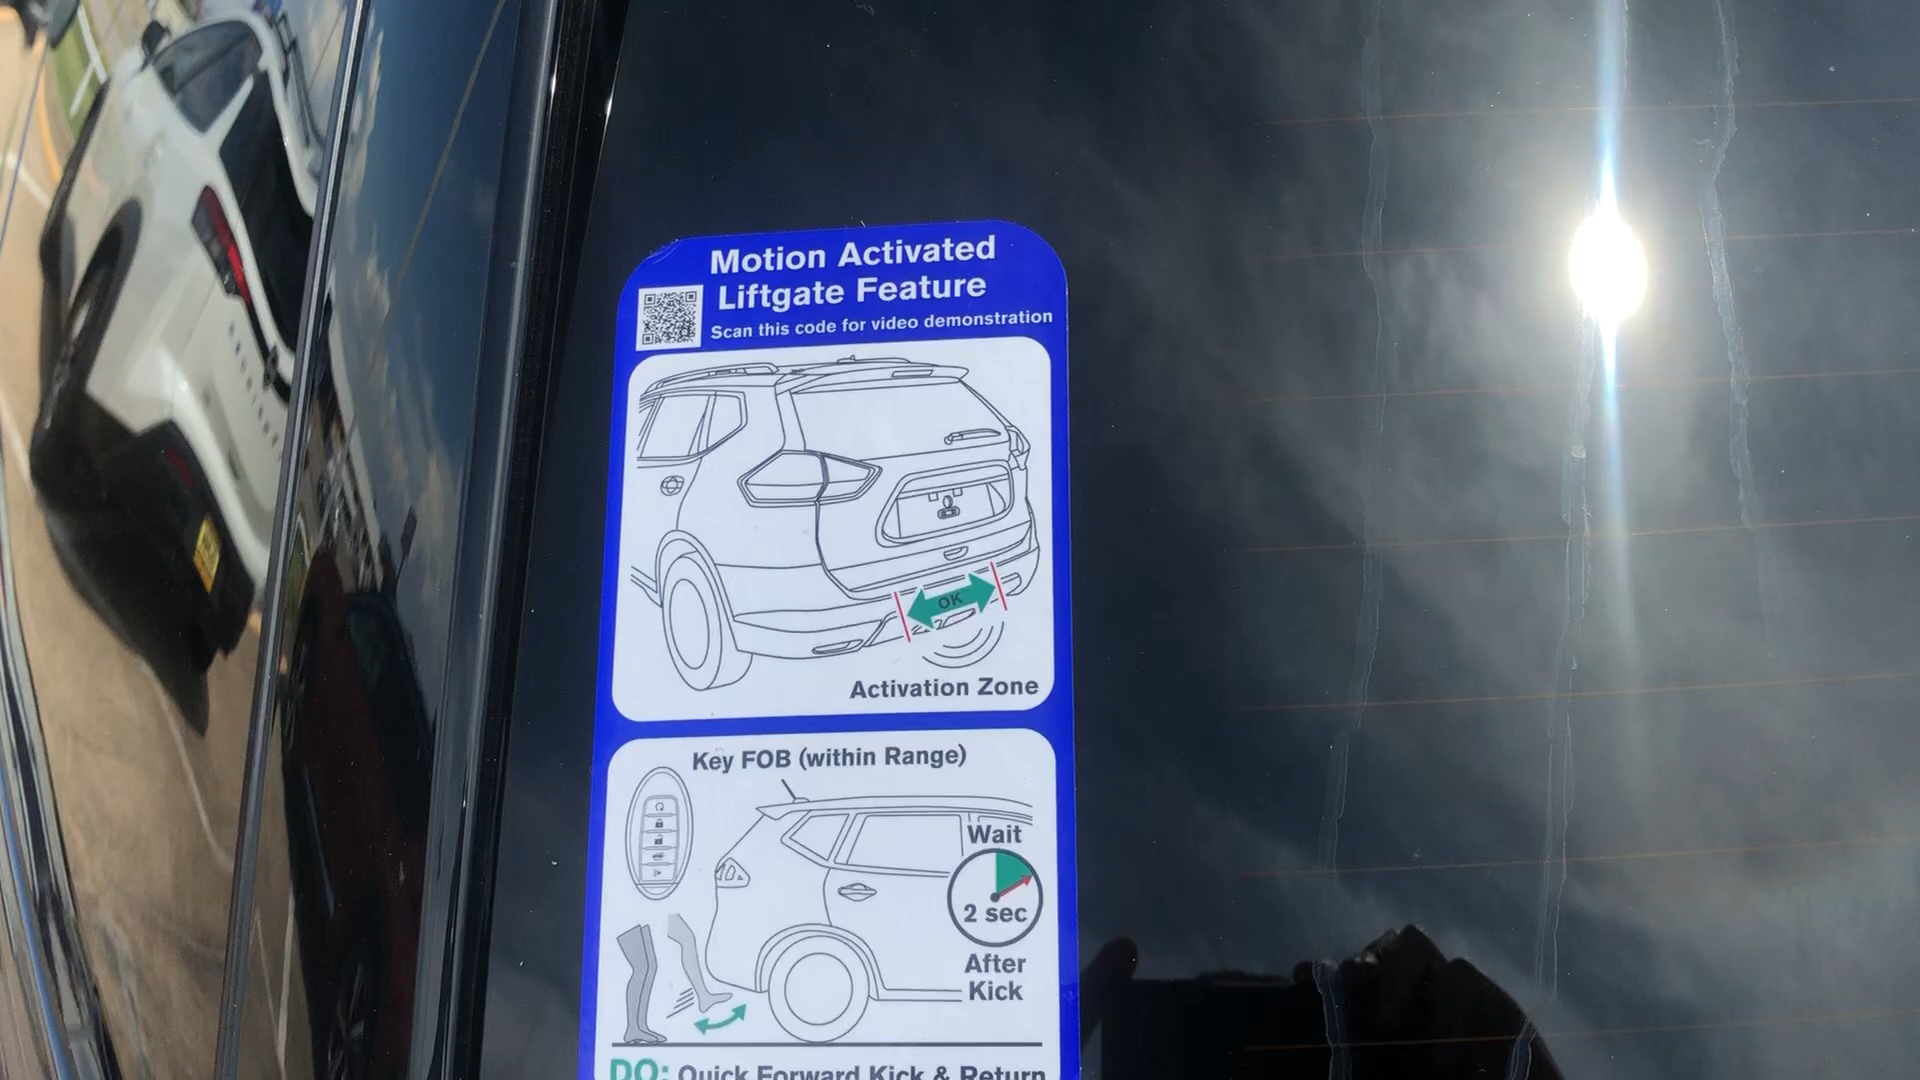 Motion Activated
Liftgate Feature
Scan this code for video demonstration
OK
Activation Zone
Key FOB (within Range)
Wait
2 sec
After
Kick
DO: Quick Forward Kick & Return